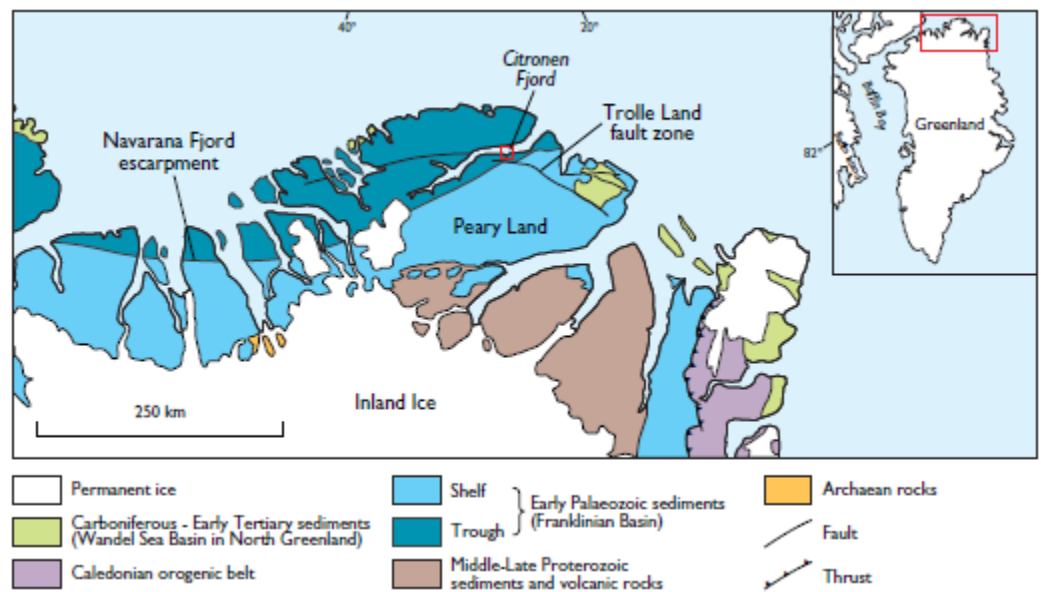 40°
20°
Citronen
Fjord
Trolle Land
fault zone
Navarana Fjord
escarpment
Baffin Bay
Greenland
82°
Peary Land
Inland Ice
250 km
Permanent ice
Carboniferous - Early Tertiary sediments
(Wandel Sea Basin in North Greenland)
Caledonian orogenic belt
Shelf
Trough
Early Palaeozoic sediments
(Franklinian Basin)
Middle-Late Proterozoic
sediments and volcanic rocks
Archaean rocks
Fault
Thrust